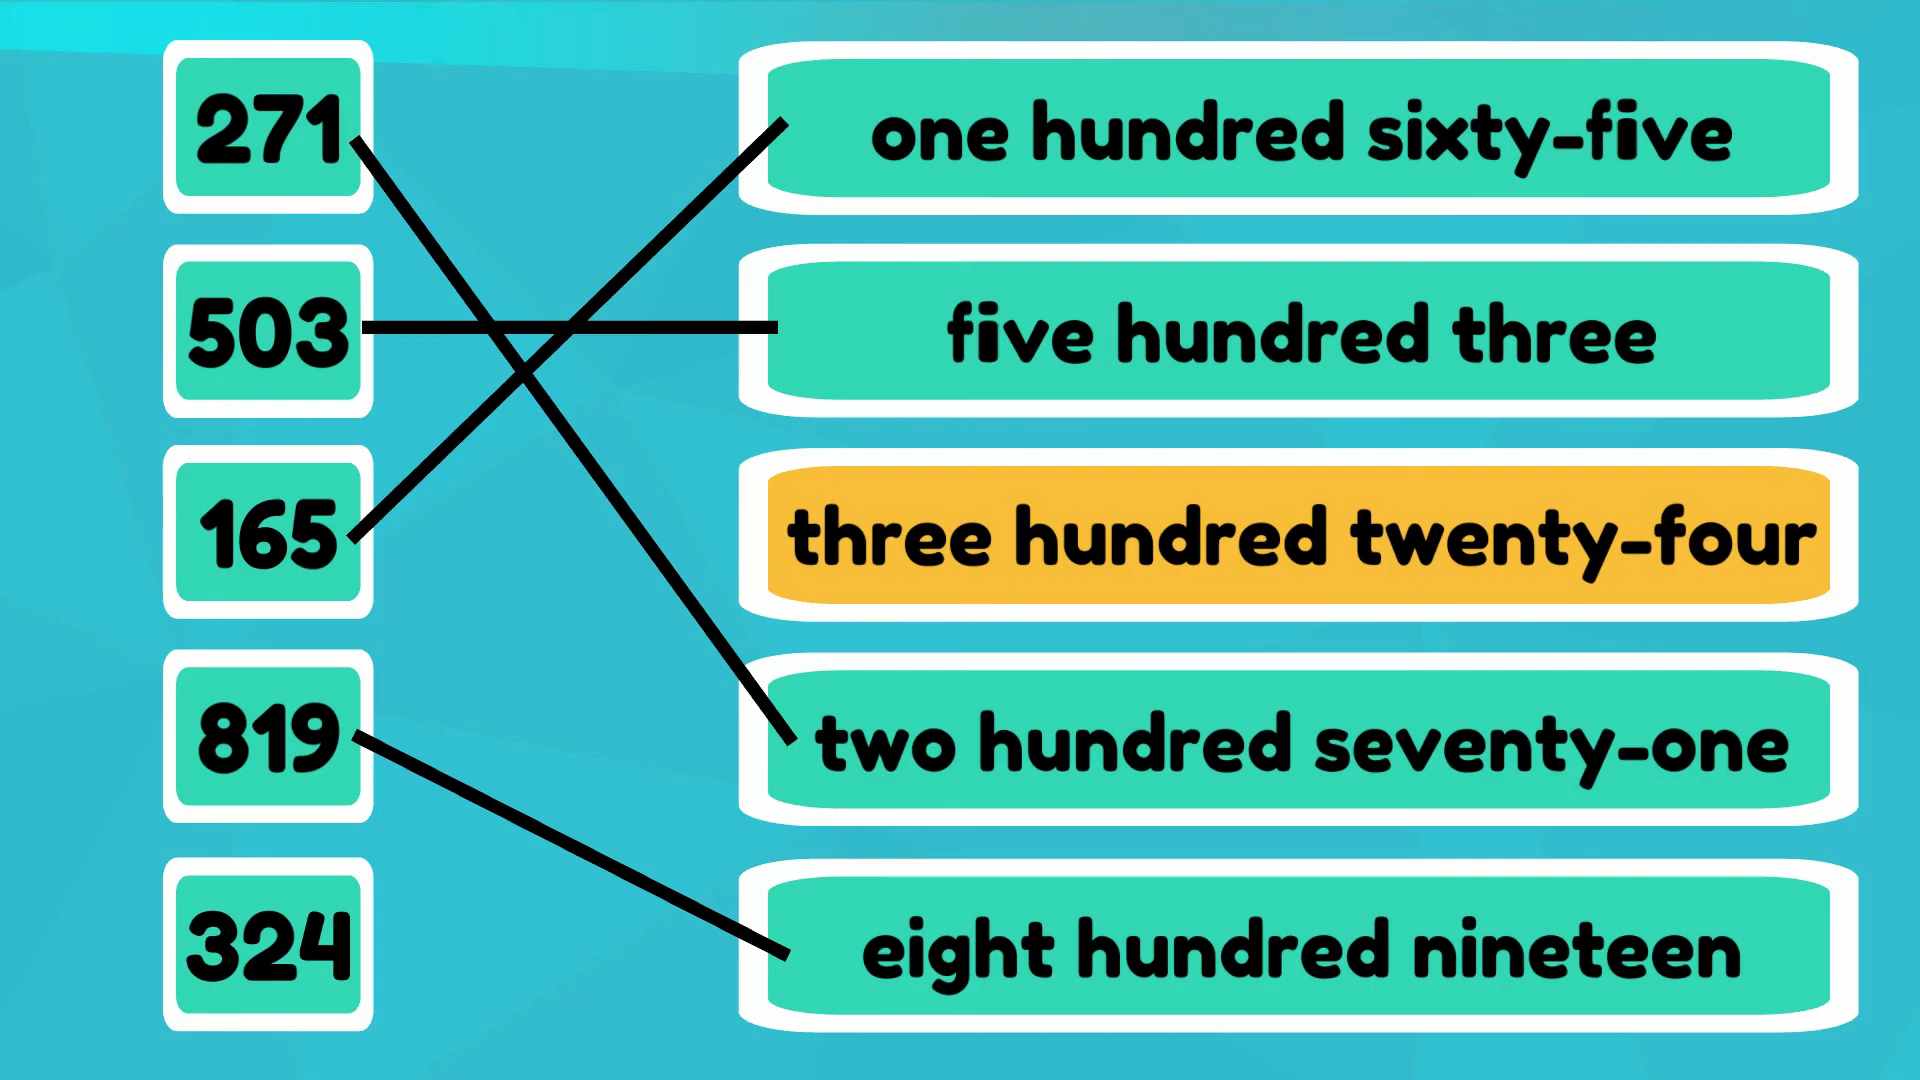 271
one hundred sixty-five
503
five hundred three
165
three hundred twenty-four
819
two hundred seventy-one
324
eight hundred nineteen